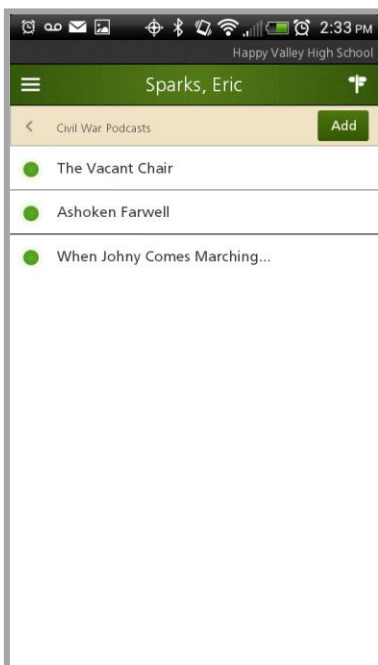 2:33 PM
Happy Valley High School
Sparks, Eric
Civil War Podcasts
Add
The Vacant Chair
Ashoken Farwell
When Johny Comes Marching...